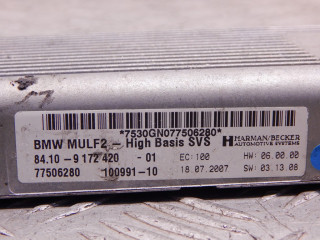 *7530GN077506280*
BMW MULF2 - High Basis SVS HARMAN/BECKER
AUTOMOTIVE SYSTEMS
84.10 - 9 172 420 - 01 EC: 100 HW: 06.00.00
77506280 100991-10 18.07.2007 SW: 03.13.08